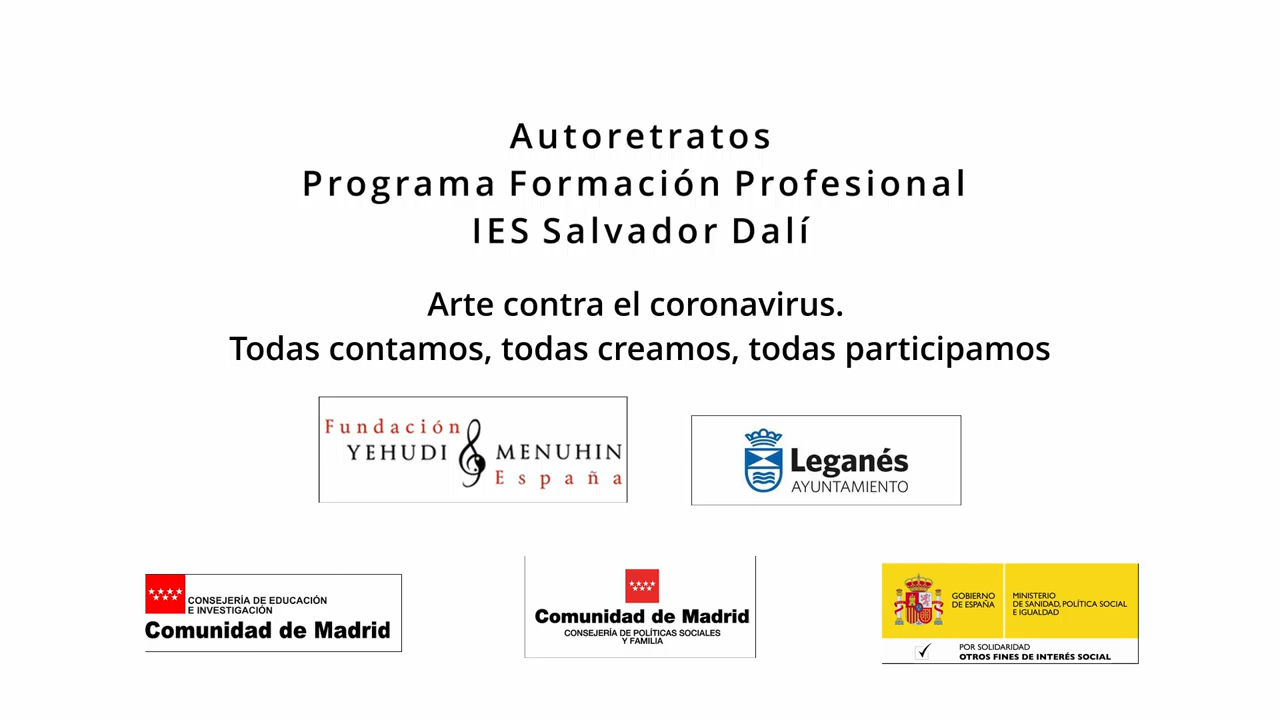 Autoretratos
Programa Formación Profesional
IES Salvador Dalí
Arte contra el coronavirus.
Todas contamos, todas creamos, todas participamos
Fundación
YEHUDI MENUHIN
España
Leganés
AYUNTAMIENTO
CONSEJERÍA DE EDUCACIÓN
E INVESTIGACIÓN
Comunidad de Madrid
Comunidad de Madrid
CONSEJERÍA DE POLÍTICAS SOCIALES
Y FAMILIA
GOBIERNO
DE ESPAÑA
MINISTERIO
DE SANIDAD, POLÍTICA SOCIAL
E IGUALDAD
POR SOLIDARIDAD
OTROS FINES DE INTERÉS SOCIAL